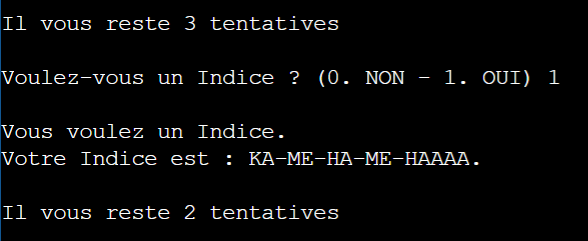 Il vous reste 3 tentatives
Voulez-vous un Indice ? (0. NON - 1. OUI) 1
Vous voulez un Indice.
Votre Indice est : KA-ME-HA-ME-HAAAA.
Il vous reste 2 tentatives